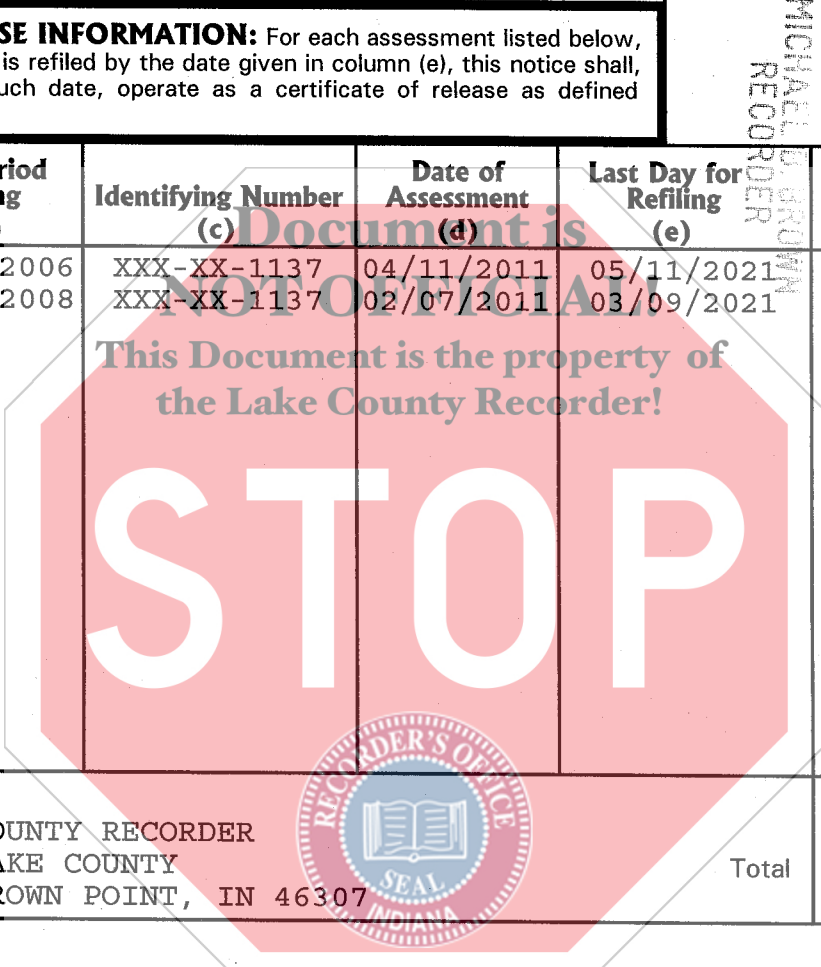 SE INFORMATION: For each assessment listed below,
is refiled by the date given in column (e), this notice shall,
uch date, operate as a certificate of release as defined
MICHAEL B. BROWN
RECORDER
riod
g
Identifying Number
(c)
Date of
Assessment
(d)
Last Day for
Refiling
(e)
2006 XXX-XX-1137 04/11/2011 05/11/2021
2008 XXX-XX-1137 02/07/2011 03/09/2021
Document is
NOT OFFICIAL!
This Document is the property of
the Lake County Recorder!
STOP
RECORDER'S OFFICE
SEAL
INDIANA
OUNTY RECORDER
AKE COUNTY
ROWN POINT, IN 46307
Total